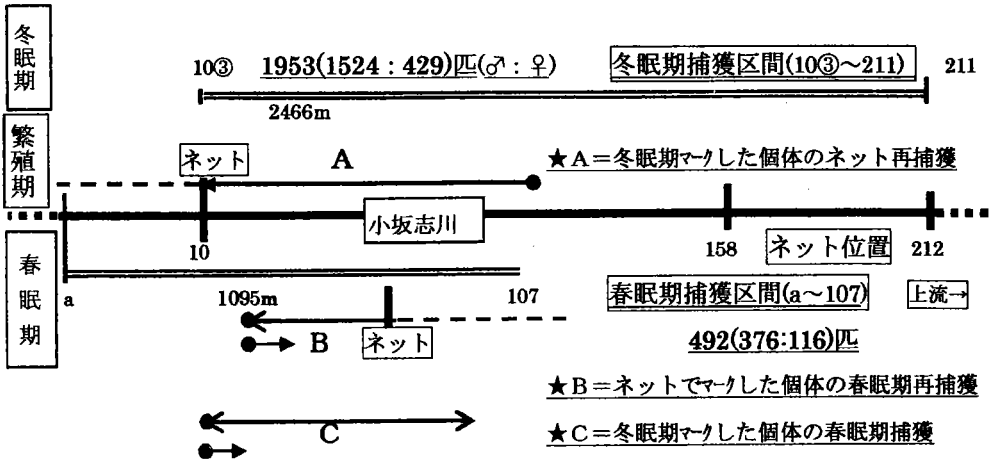 冬眠期
10③ 1953(1524:429)匹(♂:♀) 冬眠期捕獲区間(10③~211) 211
2466m
繁殖期
ネット A ★A=冬眠期マークした個体のネット再捕獲
小坂志川
10 158 ネット位置 212
春眠期
a 1095m 107 春眠期捕獲区間(a~107) 上流→
B ネット 492(376:116)匹
★B=ネットでマークした個体の春眠期再捕獲
C ★C=冬眠期マークした個体の春眠期捕獲